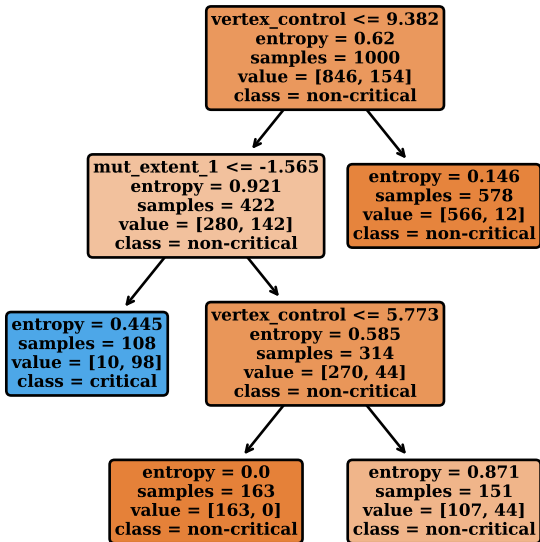 vertex_control <= 9.382
entropy = 0.62
samples = 1000
value = [846, 154]
class = non-critical
mut_extent_1 <= -1.565
entropy = 0.921
samples = 422
value = [280, 142]
class = non-critical
entropy = 0.146
samples = 578
value = [566, 12]
class = non-critical
entropy = 0.445
samples = 108
value = [10, 98]
class = critical
vertex_control <= 5.773
entropy = 0.585
samples = 314
value = [270, 44]
class = non-critical
entropy = 0.0
samples = 163
value = [163, 0]
class = non-critical
entropy = 0.871
samples = 151
value = [107, 44]
class = non-critical